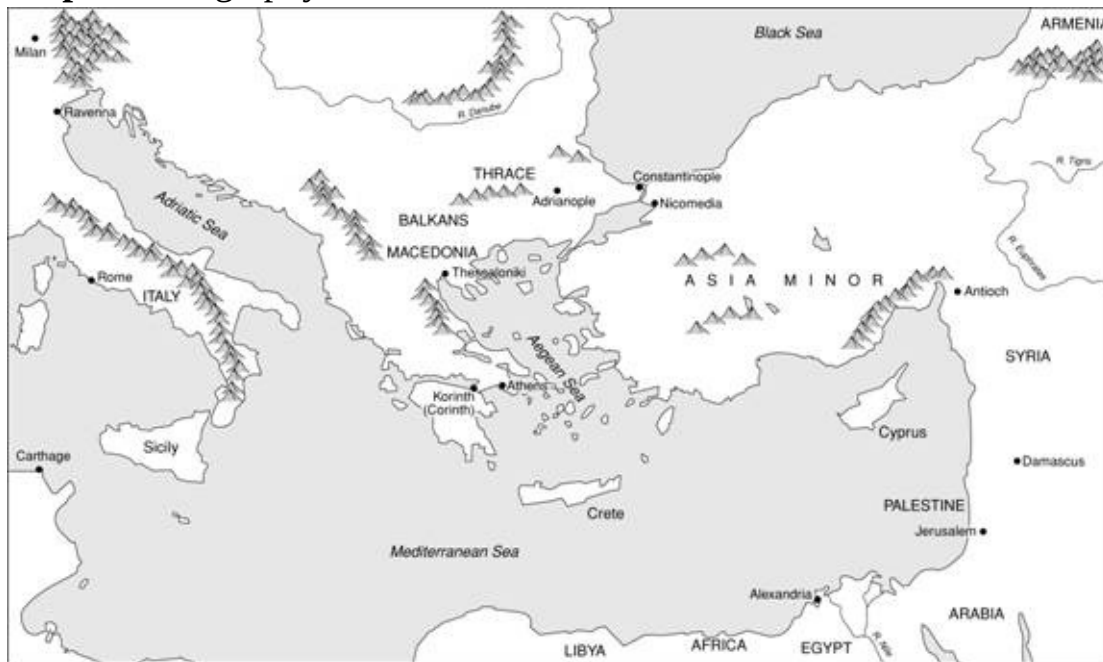 Black Sea
ARMENIA
Milan
Ravenna
R. Danube
R. Tigris
THRACE
Constantinople
Adrianople
Nicomedia
Adriatic Sea
BALKANS
MACEDONIA
R. Euphrates
Rome
Thessaloniki
ASIA MINOR
Antioch
ITALY
Aegean Sea
SYRIA
Athens
Korinth
(Corinth)
Sicily
Cyprus
Carthage
Damascus
Crete
PALESTINE
Jerusalem
Mediterranean Sea
Alexandria
ARABIA
LIBYA
AFRICA
EGYPT
R. Nile